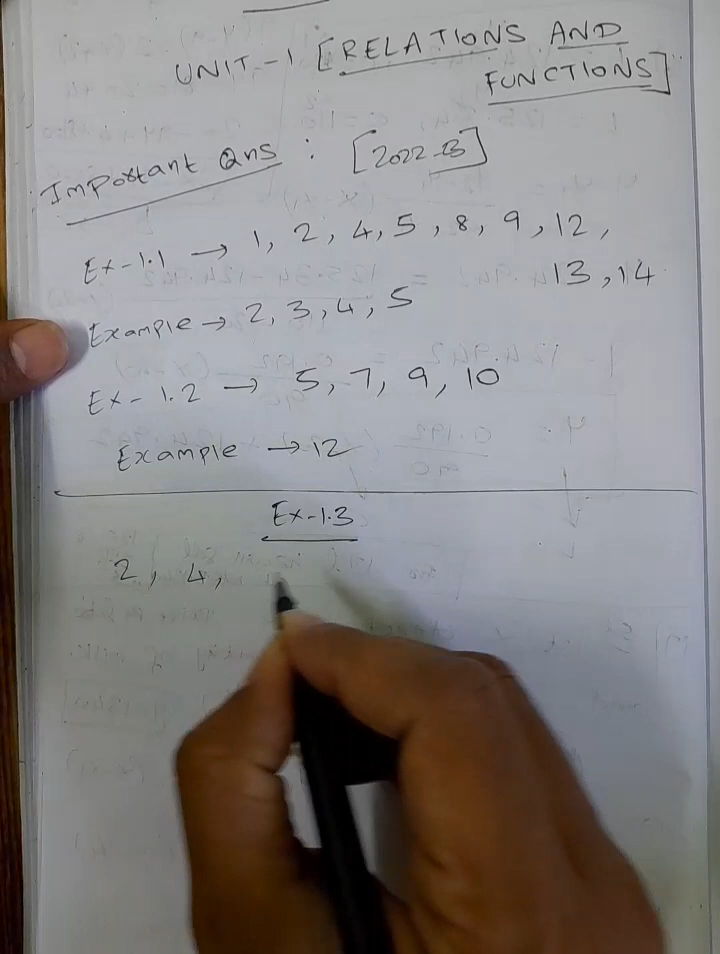 UNIT-1 [RELATIONS AND
FUNCTIONS]
Important Qns : [2022-23]
Ex-1.1 → 1, 2, 4, 5, 8, 9, 12,
13, 14
Example → 2, 3, 4, 5
Ex-1.2 → 5, 7, 9, 10
Example → 12
Ex-1.3
2, 4,